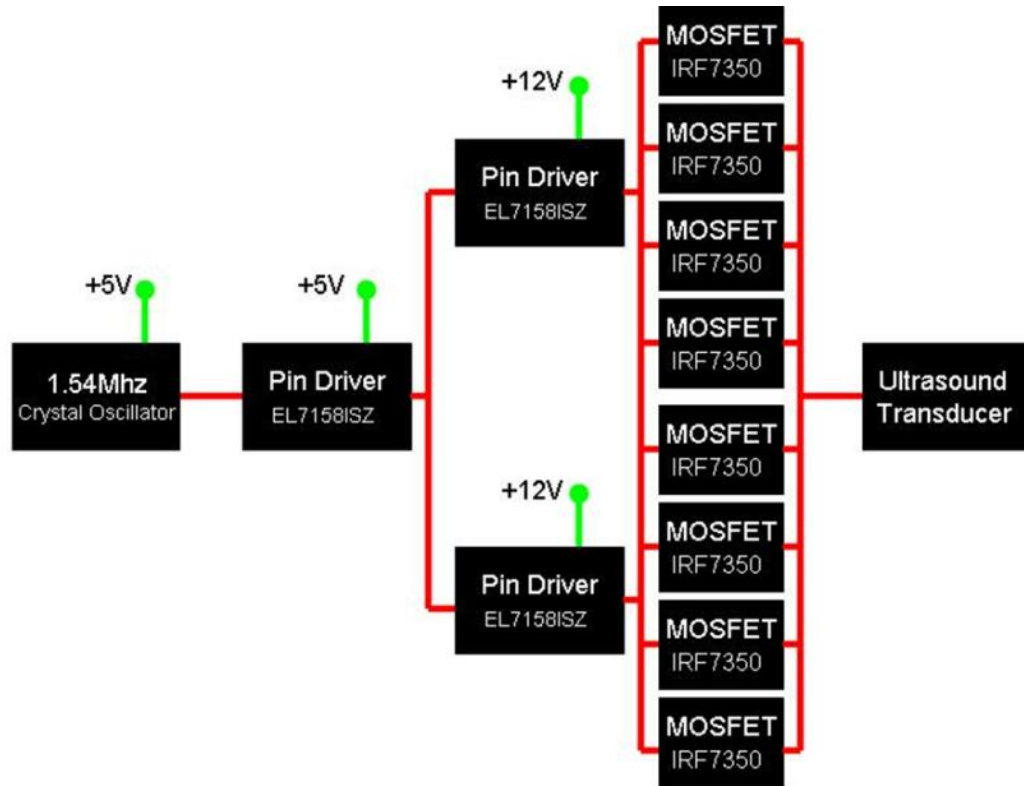 +5V
1.54Mhz
Crystal Oscillator
+5V
Pin Driver
EL7158ISZ
+12V
Pin Driver
EL7158ISZ
+12V
Pin Driver
EL7158ISZ
MOSFET
IRF7350
MOSFET
IRF7350
MOSFET
IRF7350
MOSFET
IRF7350
MOSFET
IRF7350
MOSFET
IRF7350
MOSFET
IRF7350
MOSFET
IRF7350
Ultrasound
Transducer